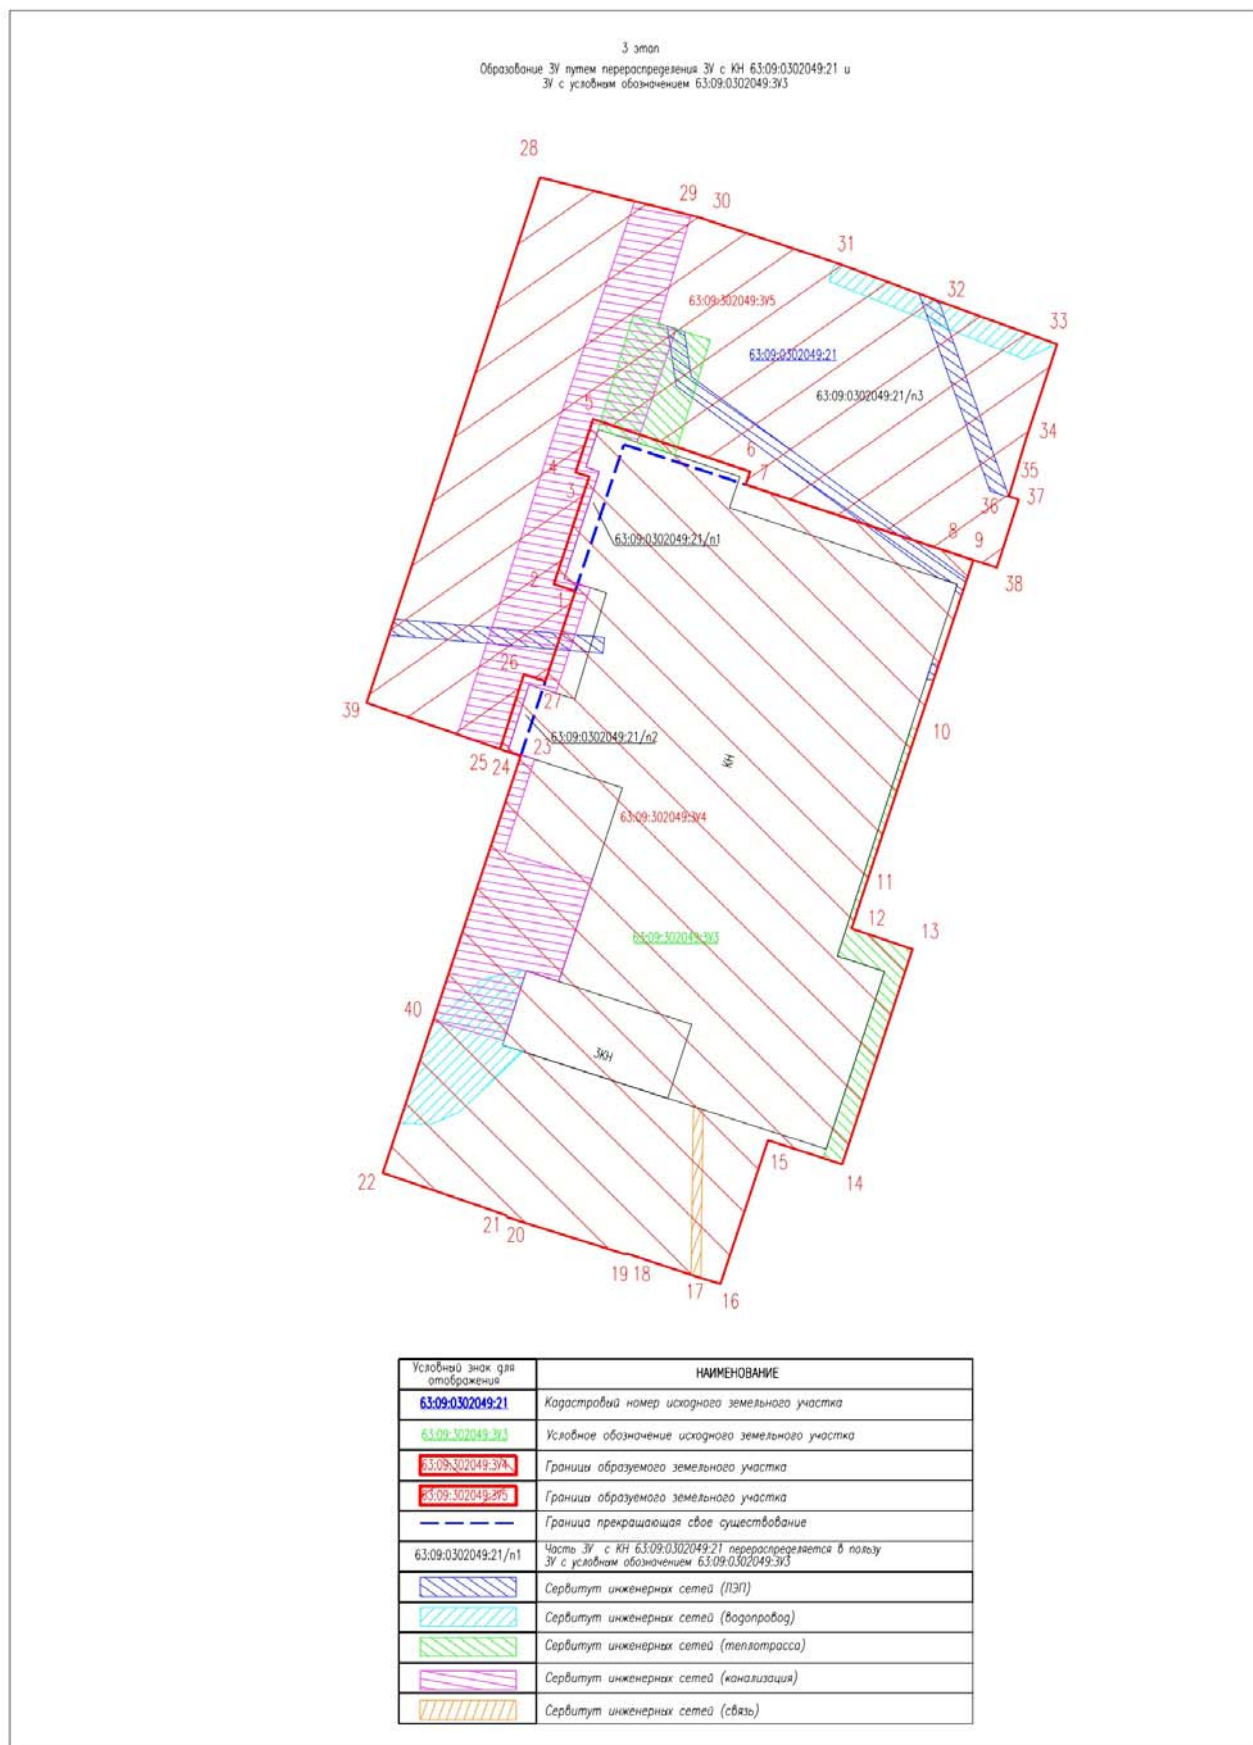 3 этап
Образование ЗУ путем перераспределения ЗУ с КН 63:09:0302049:21 и
ЗУ с условным обозначением 63:09:0302049:ЗУ3
28
29
30
31
32
33
63:09:302049:ЗУ5
63:09:0302049:21
63:09:0302049:21/п3
5
34
6
7
4
35
3
36
37
8
9
63:09:0302049:21/п1
38
2
1
26
27
39
10
63:09:0302049:21/п2
23
25
24
КН
63:09:302049:ЗУ4
11
12
13
63:09:302049:ЗУ3
40
ЗКН
15
14
22
21
20
19
18
17
16
Условный знак для
отображения
НАИМЕНОВАНИЕ
63:09:0302049:21
Кадастровый номер исходного земельного участка
63:09:302049:ЗУ3
Условное обозначение исходного земельного участка
63:09:302049:ЗУ4
Границы образуемого земельного участка
63:09:302049:ЗУ5
Границы образуемого земельного участка
Граница прекращающая свое существование
63:09:0302049:21/п1
Часть ЗУ с КН 63:09:0302049:21 перераспределяется в пользу
ЗУ с условным обозначением 63:09:0302049:ЗУ3
Сервитут инженерных сетей (ЛЭП)
Сервитут инженерных сетей (водопровод)
Сервитут инженерных сетей (теплотрасса)
Сервитут инженерных сетей (канализация)
Сервитут инженерных сетей (связь)